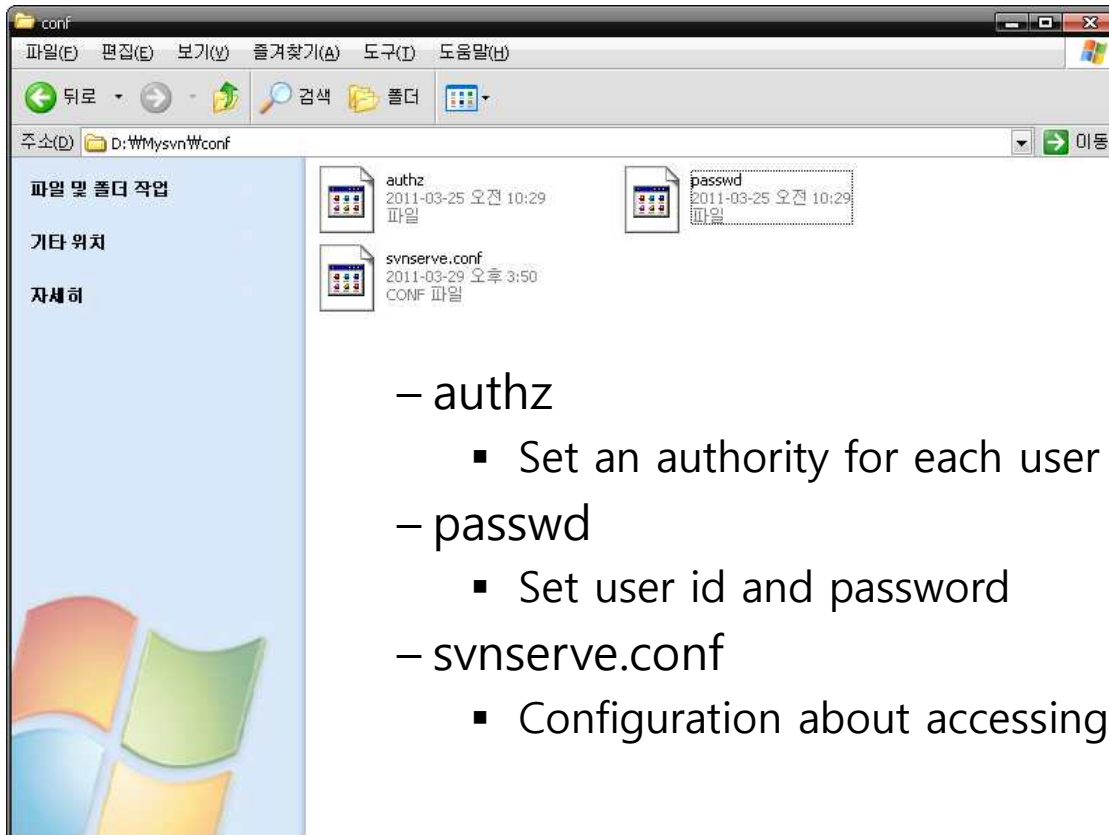 conf
파일(F) 편집(E) 보기(V) 즐겨찾기(A) 도구(T) 도움말(H)
뒤로 검색 폴더
주소(D) D:₩Mysvn₩conf 이동
파일 및 폴더 작업
기타 위치
자세히
authz
2011-03-25 오전 10:29
파일
passwd
2011-03-25 오전 10:29
파일
svnserve.conf
2011-03-29 오후 3:50
CONF 파일
– authz
▪ Set an authority for each user
– passwd
▪ Set user id and password
– svnserve.conf
▪ Configuration about accessing